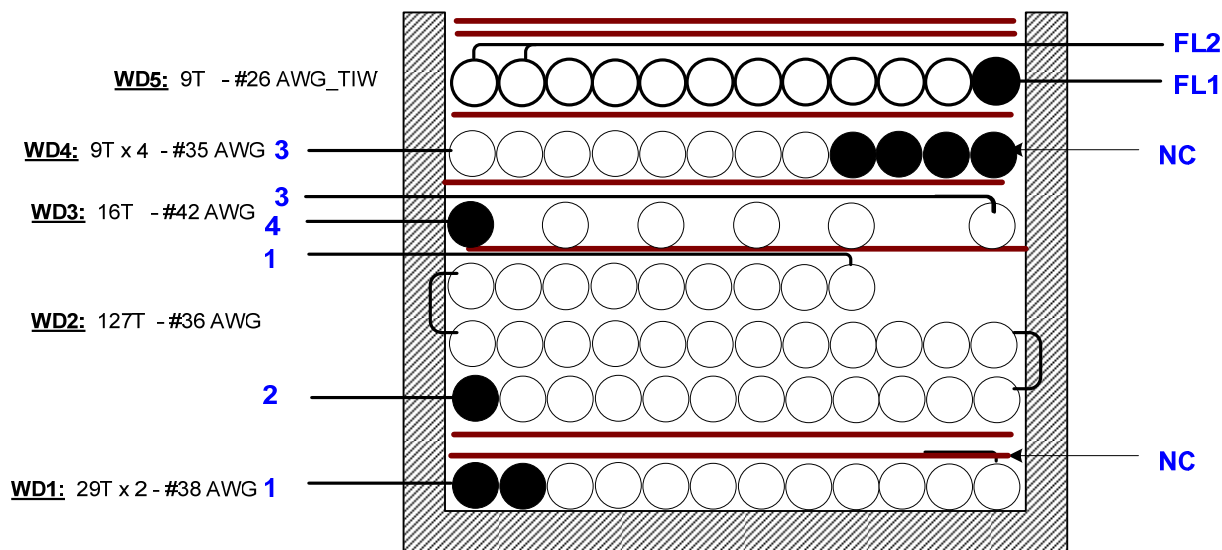 FL2
WD5: 9T - #26 AWG_TIW
FL1
WD4: 9T x 4 - #35 AWG 3
NC
3
WD3: 16T - #42 AWG
4
1
WD2: 127T - #36 AWG
2
NC
WD1: 29T x 2 - #38 AWG 1